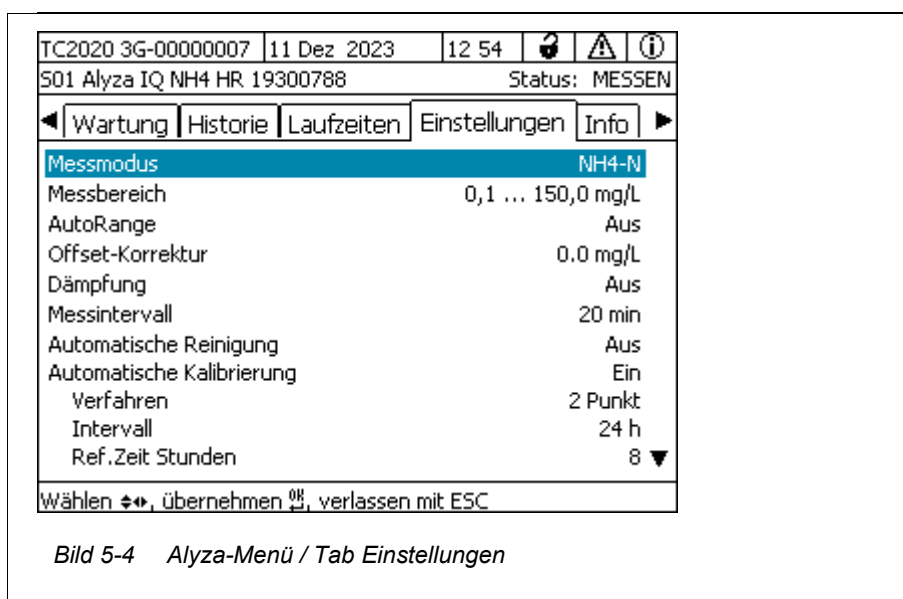 TC2020 3G-00000007 11 Dez 2023 12 54
S01 Alyza IQ NH4 HR 19300788 Status: MESSEN
Wartung Historie Laufzeiten Einstellungen Info
Messmodus NH4-N
Messbereich 0,1 ... 150,0 mg/L
AutoRange Aus
Offset-Korrektur 0.0 mg/L
Dämpfung Aus
Messintervall 20 min
Automatische Reinigung Aus
Automatische Kalibrierung Ein
Verfahren 2 Punkt
Intervall 24 h
Ref.Zeit Stunden 8
Wählen, übernehmen OK, verlassen mit ESC
Bild 5-4 Alyza-Menü / Tab Einstellungen